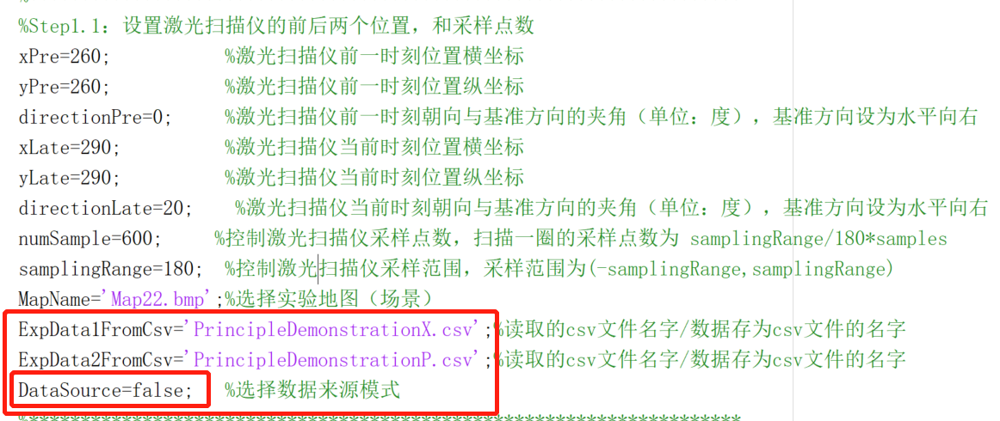 %
%Step1.1：设置激光扫描仪的前后两个位置，和采样点数
xPre=260; %激光扫描仪前一时刻位置横坐标
yPre=260; %激光扫描仪前一时刻位置纵坐标
directionPre=0; %激光扫描仪前一时刻朝向与基准方向的夹角（单位：度），基准方向设为水平向右
xLate=290; %激光扫描仪当前时刻位置横坐标
yLate=290; %激光扫描仪当前时刻位置纵坐标
directionLate=20; %激光扫描仪当前时刻朝向与基准方向的夹角（单位：度），基准方向设为水平向右
numSample=600; %控制激光扫描仪采样点数，扫描一圈的采样点数为 samplingRange/180*samples
samplingRange=180; %控制激光扫描仪采样范围，采样范围为(-samplingRange,samplingRange)
MapName='Map22.bmp';%选择实验地图（场景）
ExpData1FromCsv='PrincipleDemonstrationX.csv';%读取的csv文件名字/数据存为csv文件的名字
ExpData2FromCsv='PrincipleDemonstrationP.csv';%读取的csv文件名字/数据存为csv文件的名字
DataSource=false; %选择数据来源模式